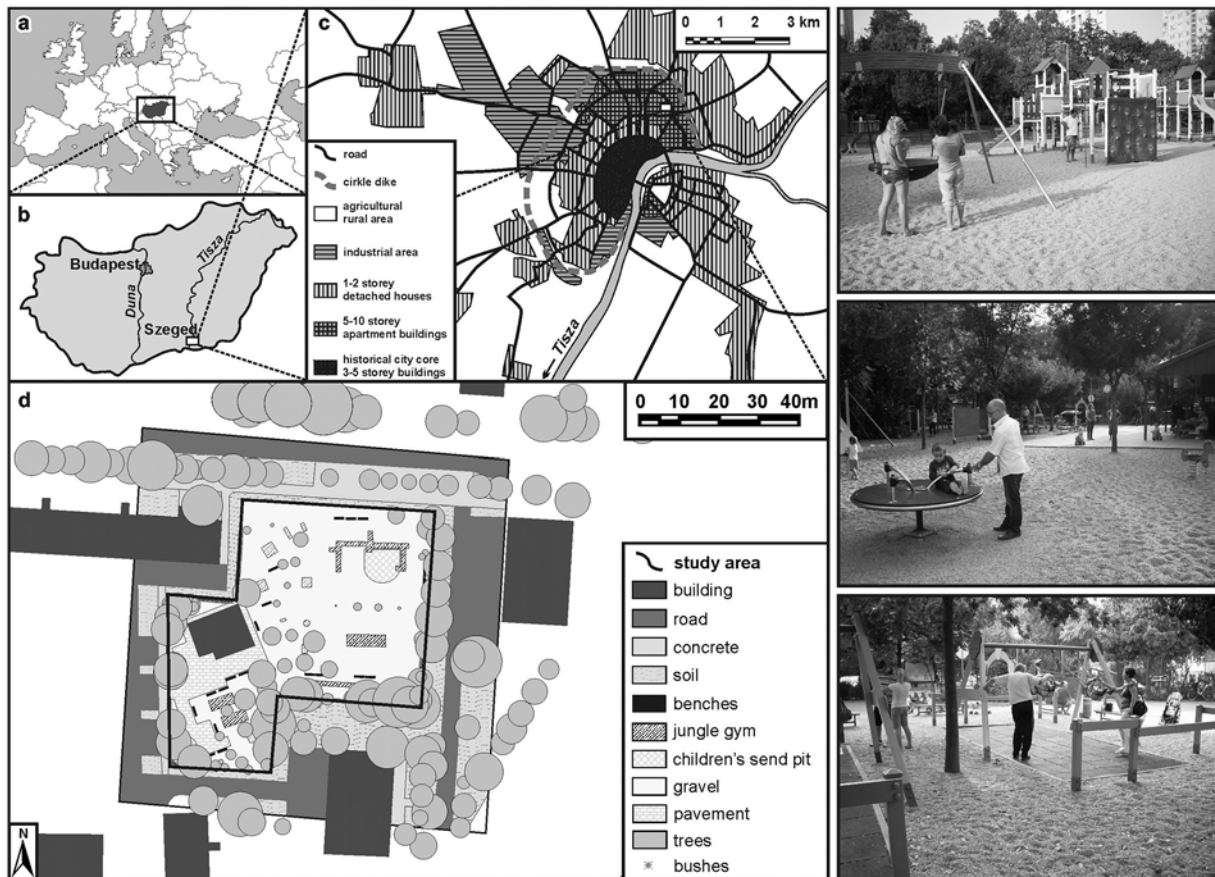 a
b
Budapest
Duna
Tisza
Szeged
c
0 1 2 3 km
road
cirkle dike
agricultural
rural area
industrial area
1-2 storey
detached houses
5-10 storey
apartment buildings
historical city core
3-5 storey buildings
Tisza
d
0 10 20 30 40m
study area
building
road
concrete
soil
benches
jungle gym
children's send pit
gravel
pavement
trees
bushes
N